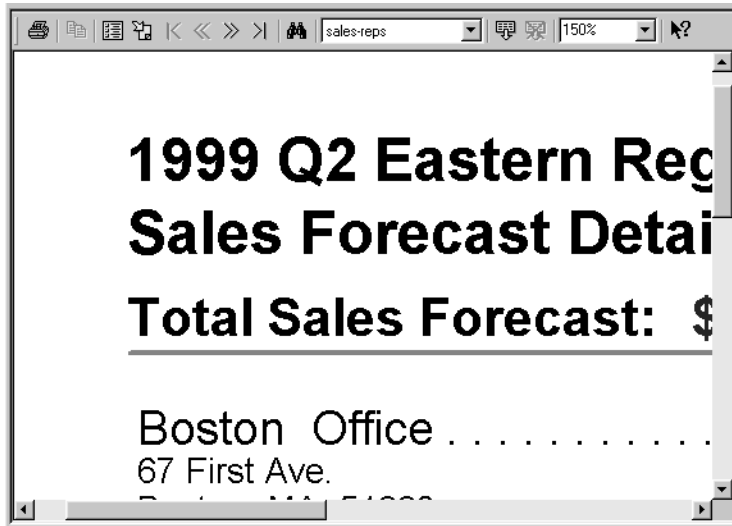 sales-reps 150%
1999 Q2 Eastern Reg
Sales Forecast Detai
Total Sales Forecast: $
Boston Office . . . . . . . . . . . .
67 First Ave.